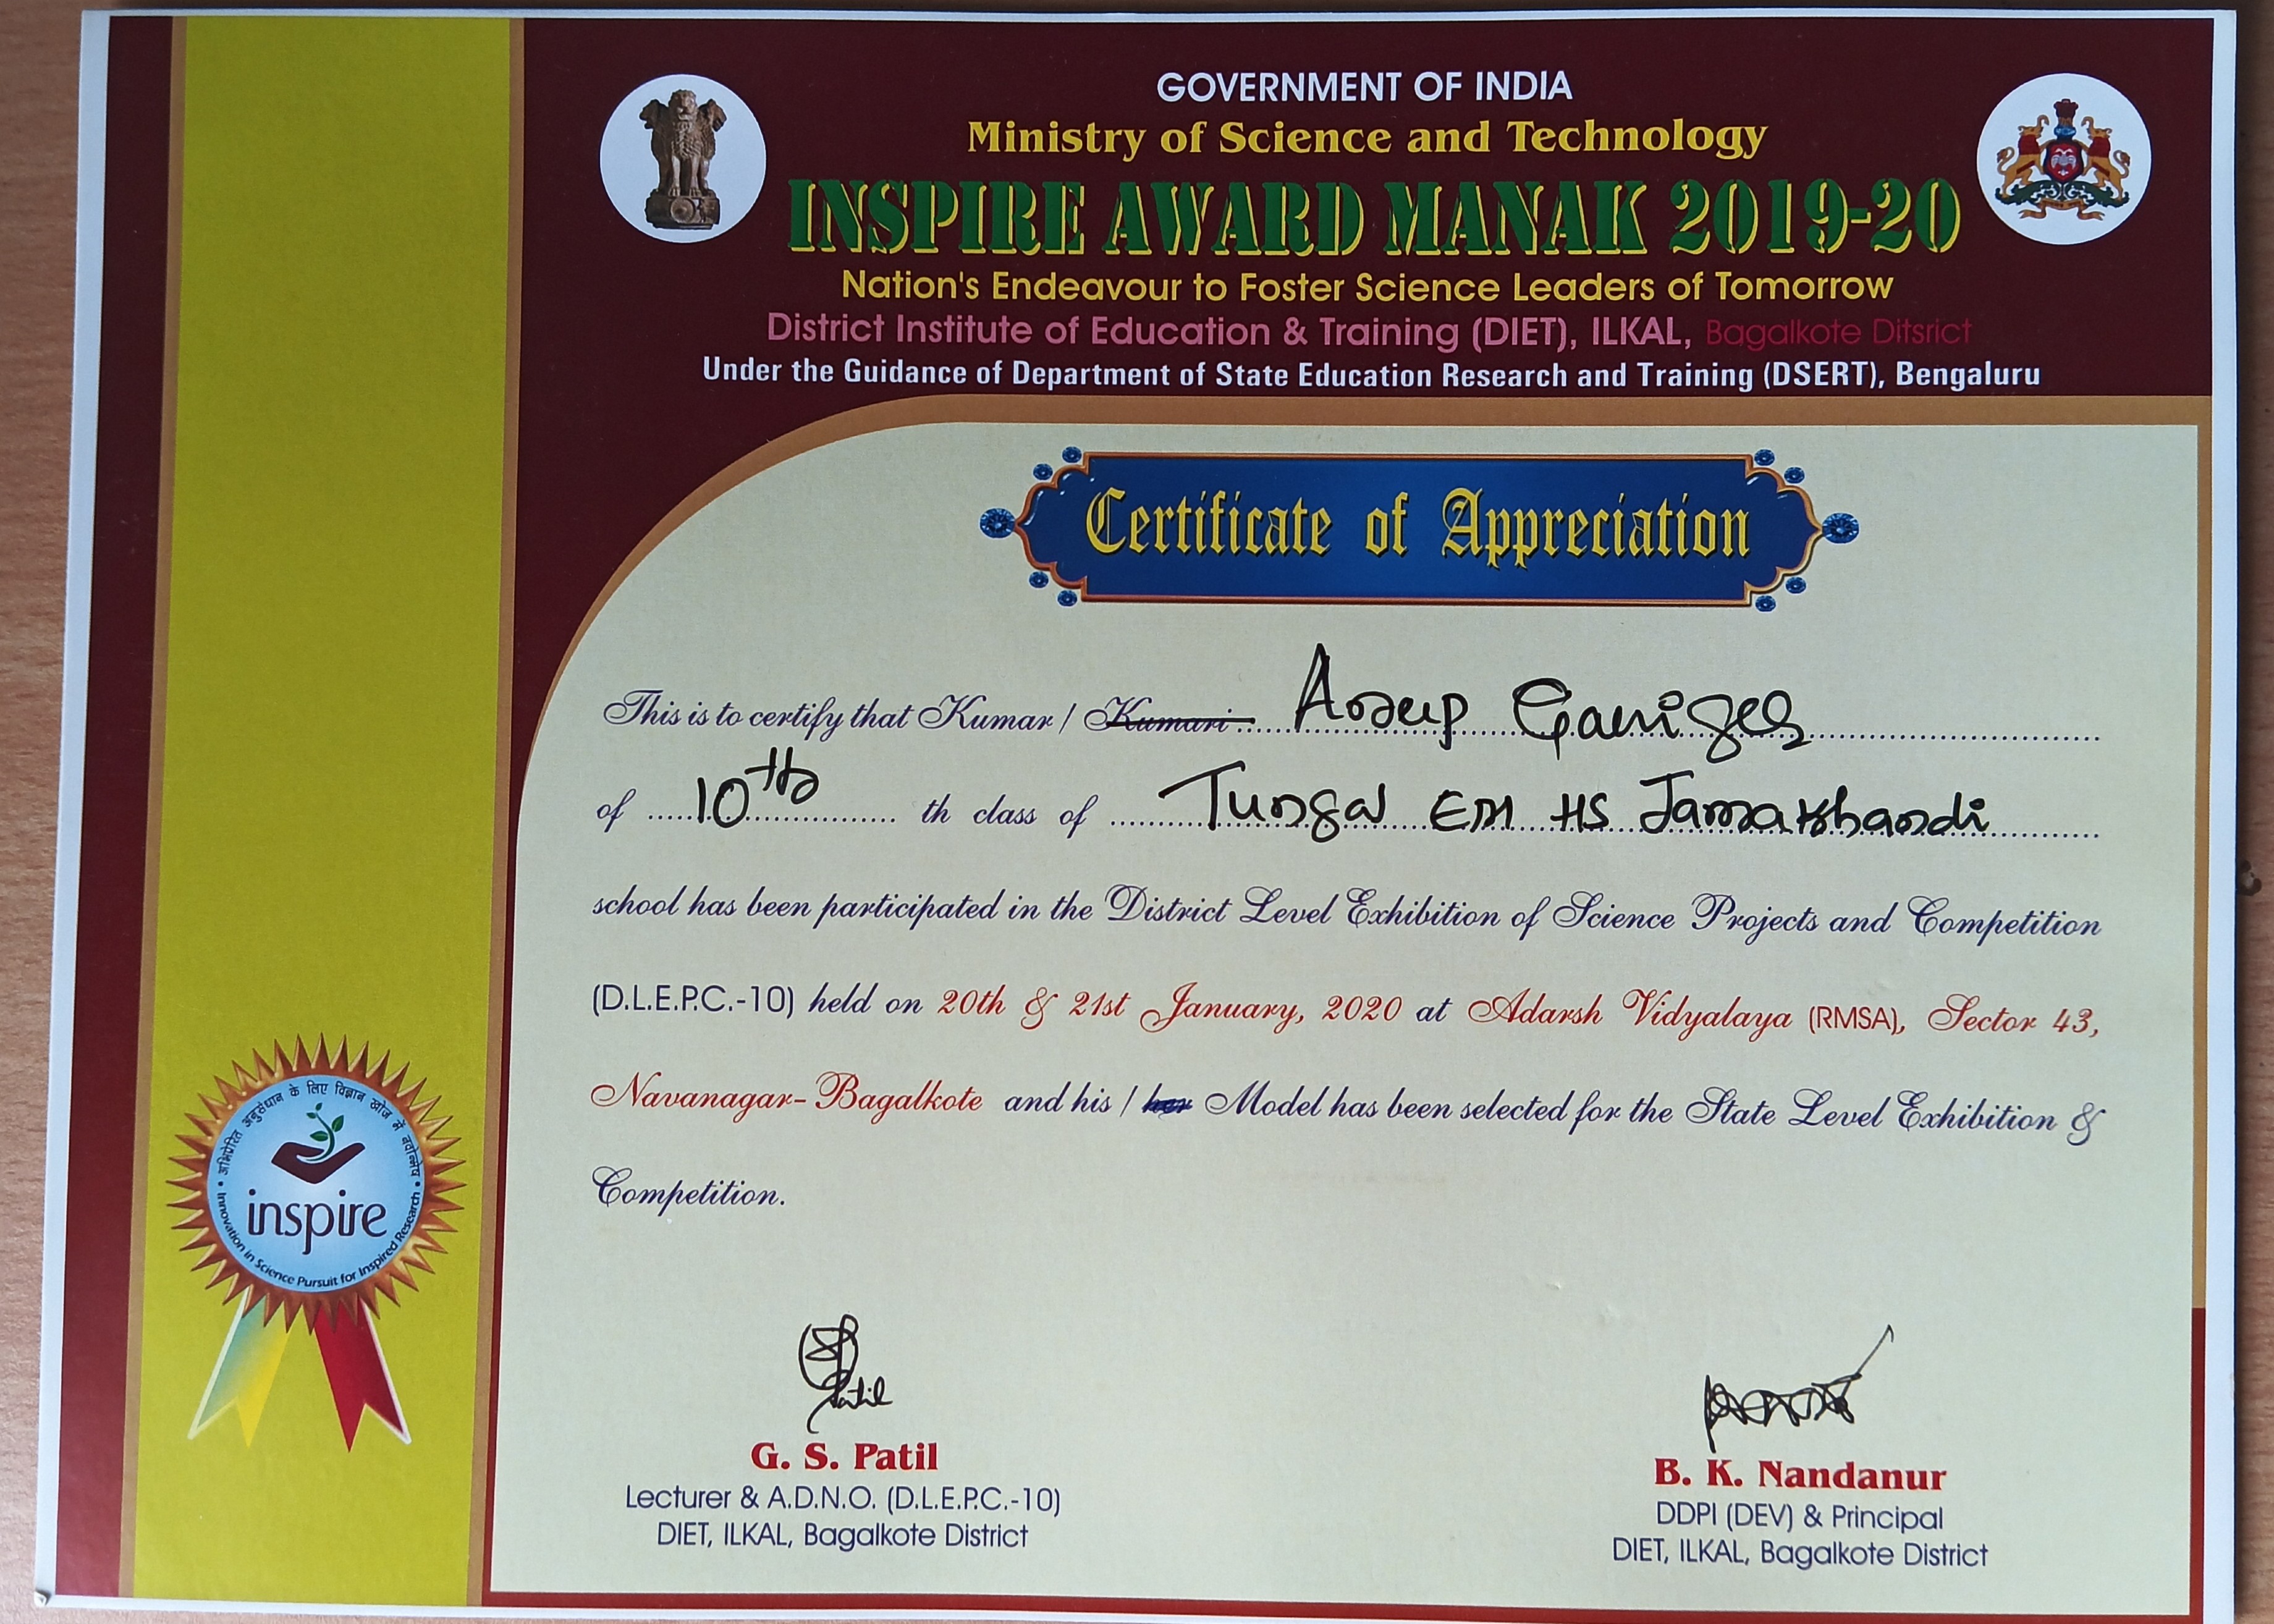 GOVERNMENT OF INDIA
Ministry of Science and Technology
INSPIRE AWARD MANAK 2019-20
Nation's Endeavour to Foster Science Leaders of Tomorrow
District Institute of Education & Training (DIET), ILKAL, Bagalkote Ditsrict
Under the Guidance of Department of State Education Research and Training (DSERT), Bengaluru
Certificate of Appreciation
This is to certify that Kumar / Kumari
of 10th th class of Tungal EM HS Jamakhandi
school has been participated in the District Level Exhibition of Science Projects and Competition
(D.L.E.P.C.-10) held on 20th & 21st January, 2020 at Adarsh Vidyalaya (RMSA), Sector 43,
Navanagar-Bagalkote and his / her Model has been selected for the State Level Exhibition &
Competition.
अभिप्रेरित अनुसंधान के लिए विज्ञान खोज में नवोन्मेष
inspire
Innovation in Science Pursuit for Inspired Research
Patil
G. S. Patil
Lecturer & A.D.N.O. (D.L.E.P.C.-10)
DIET, ILKAL, Bagalkote District
B. K. Nandanur
DDPI (DEV) & Principal
DIET, ILKAL, Bagalkote District